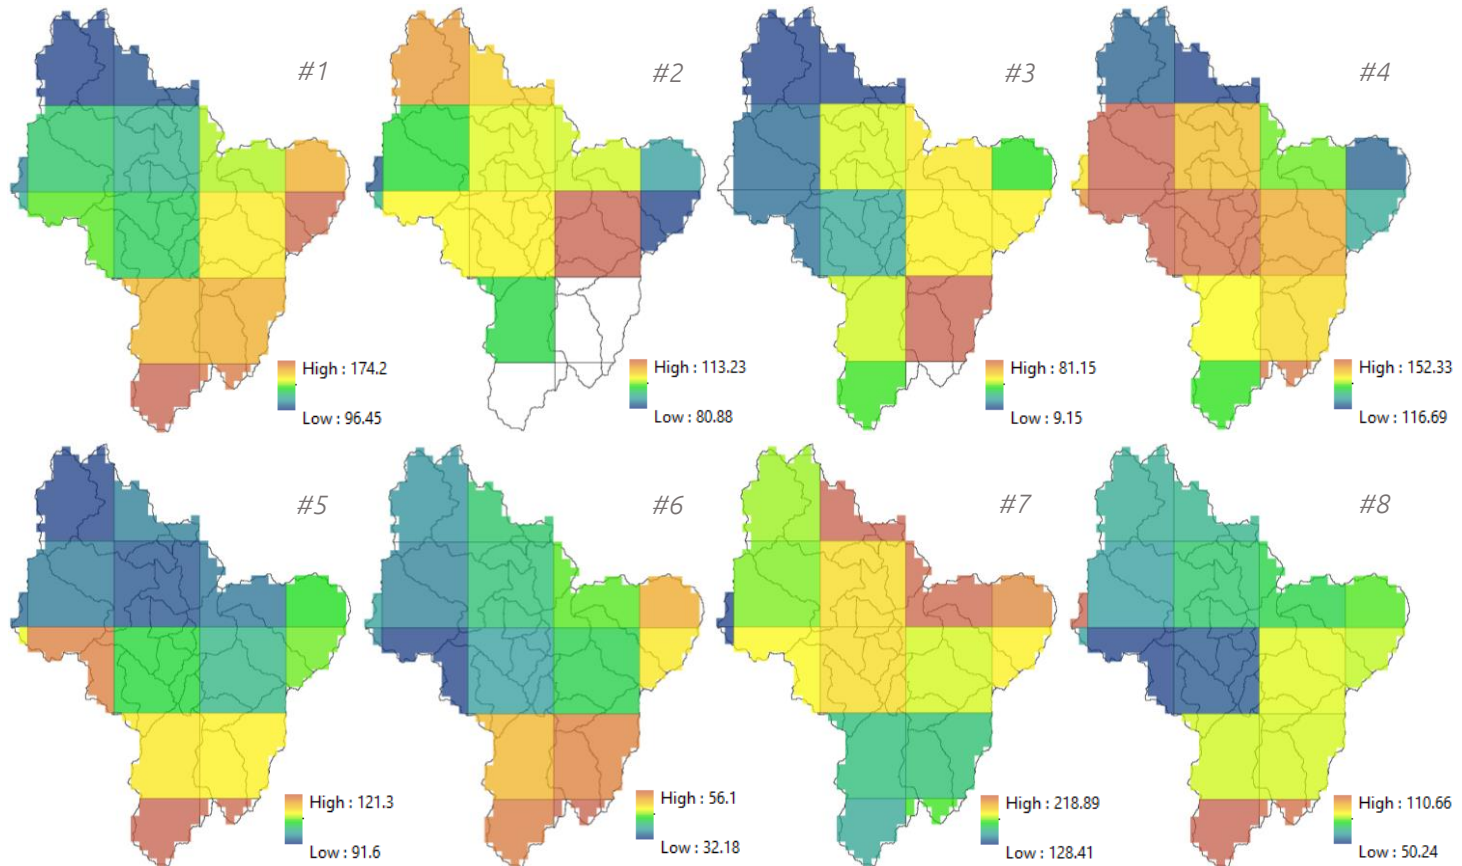 #1
#2
#3
#4
High : 174.2
Low : 96.45
High : 113.23
Low : 80.88
High : 81.15
Low : 9.15
High : 152.33
Low : 116.69
#5
#6
#7
#8
High : 121.3
Low : 91.6
High : 56.1
Low : 32.18
High : 218.89
Low : 128.41
High : 110.66
Low : 50.24